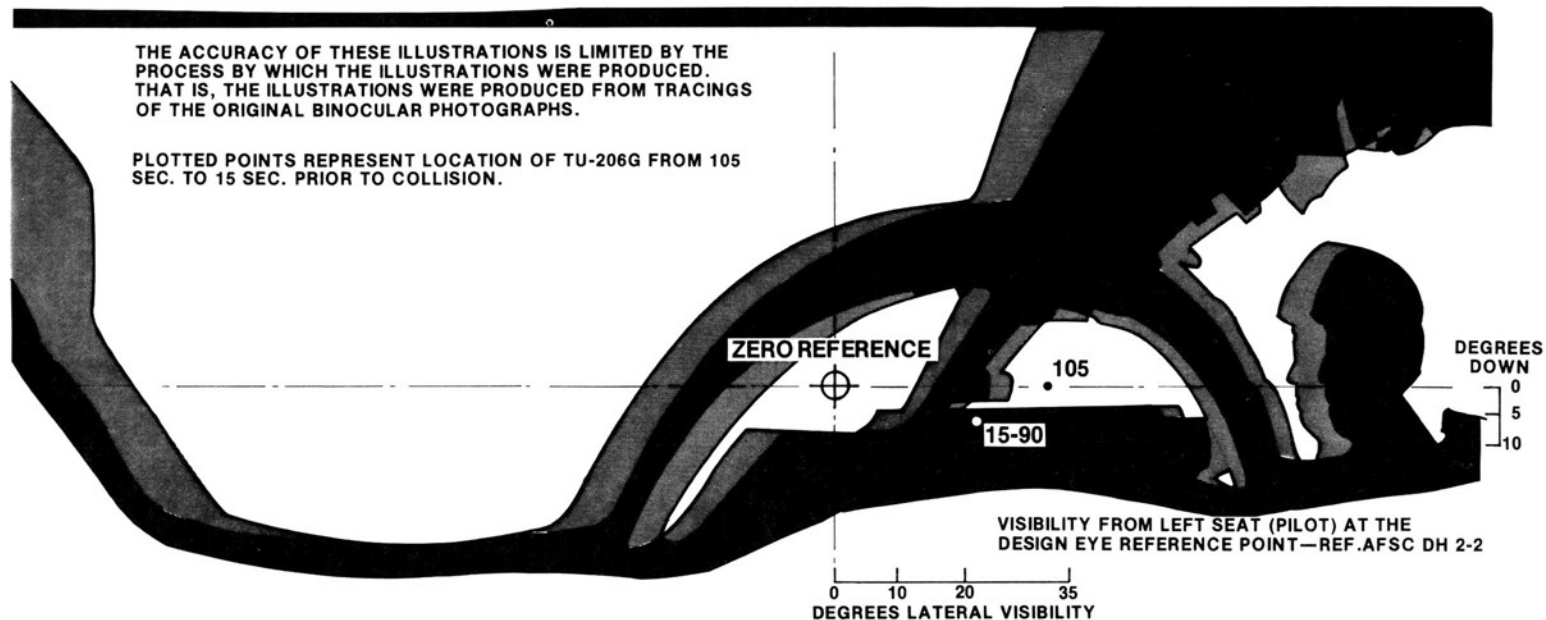 THE ACCURACY OF THESE ILLUSTRATIONS IS LIMITED BY THE
PROCESS BY WHICH THE ILLUSTRATIONS WERE PRODUCED.
THAT IS, THE ILLUSTRATIONS WERE PRODUCED FROM TRACINGS
OF THE ORIGINAL BINOCULAR PHOTOGRAPHS.
PLOTTED POINTS REPRESENT LOCATION OF TU-206G FROM 105
SEC. TO 15 SEC. PRIOR TO COLLISION.
ZERO REFERENCE
105
15-90
DEGREES
DOWN
0
5
10
VISIBILITY FROM LEFT SEAT (PILOT) AT THE
DESIGN EYE REFERENCE POINT—REF.AFSC DH 2-2
0 10 20 35
DEGREES LATERAL VISIBILITY